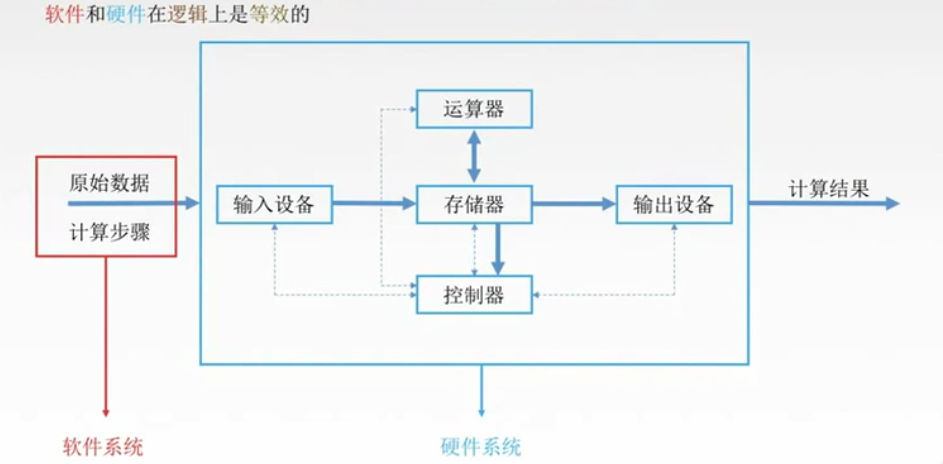 软件和硬件在逻辑上是等效的
运算器
原始数据
输入设备
存储器
输出设备
计算结果
计算步骤
控制器
软件系统
硬件系统